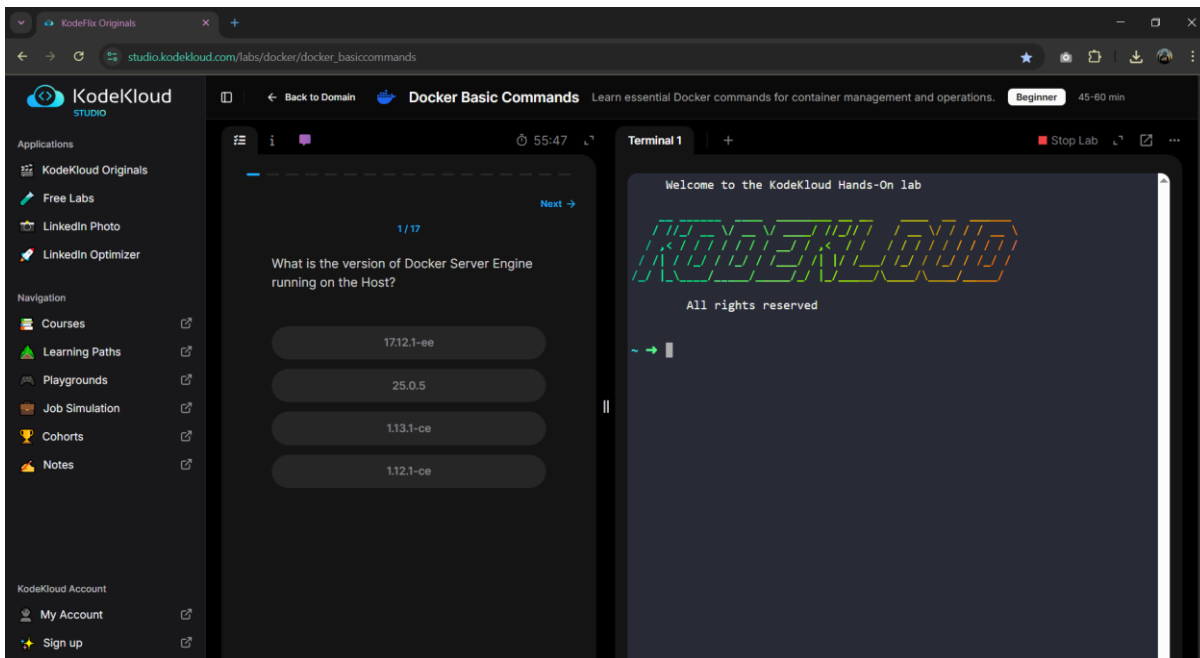 KodeFlix Originals
studio.kodekloud.com/labs/docker/docker_basiccommands
KodeKloud
STUDIO
Back to Domain
Docker Basic Commands
Learn essential Docker commands for container management and operations.
Beginner
45-60 min
Applications
KodeKloud Originals
Free Labs
LinkedIn Photo
LinkedIn Optimizer
Navigation
Courses
Learning Paths
Playgrounds
Job Simulation
Cohorts
Notes
KodeKloud Account
My Account
Sign up
55:47
Next →
1 / 17
What is the version of Docker Server Engine
running on the Host?
17.12.1-ee
25.0.5
1.13.1-ce
1.12.1-ce
Terminal 1
Stop Lab
Welcome to the KodeKloud Hands-On lab
KODEKLOUD
All rights reserved
~ ➜